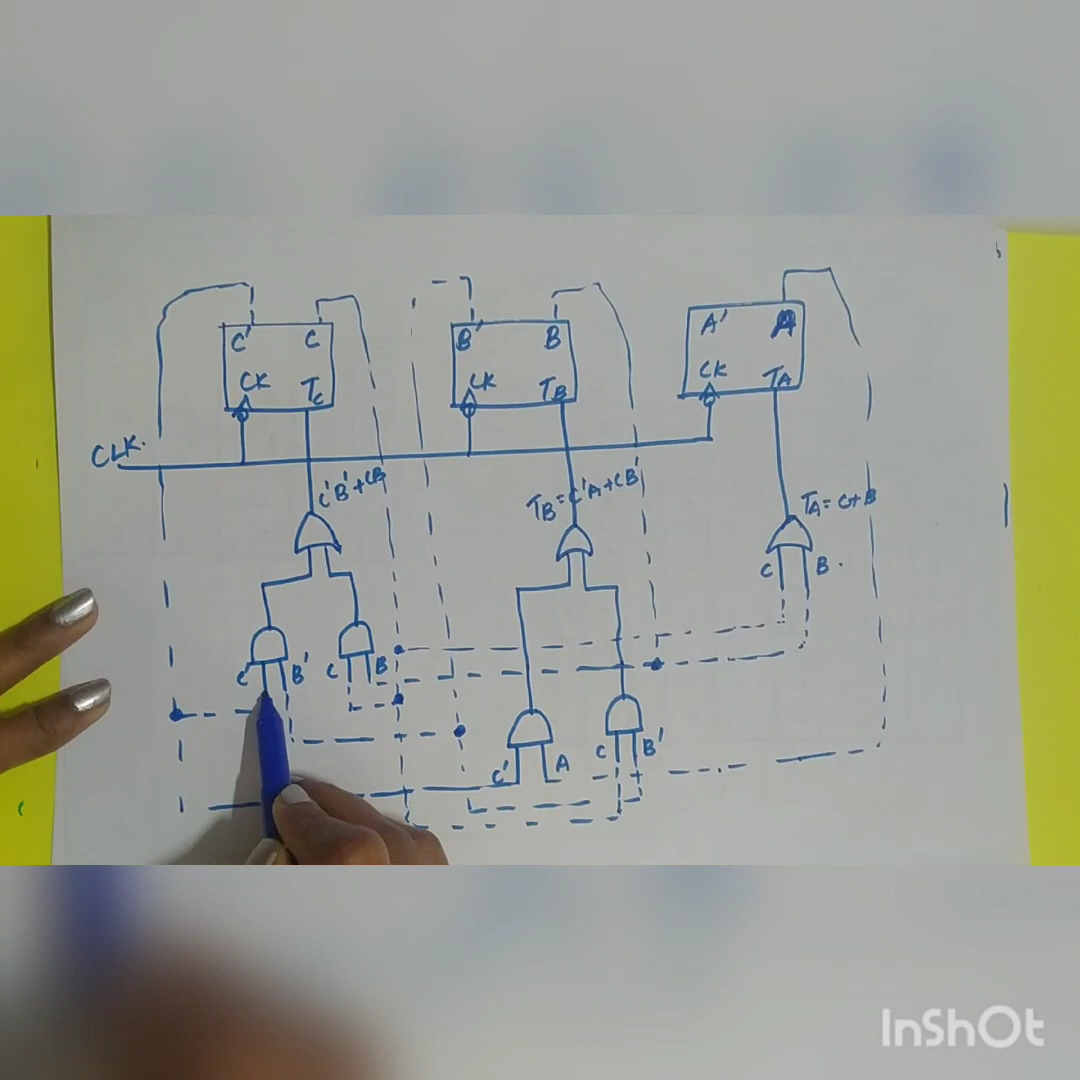 C' C
CK TC
B' B
CK TB
A' A
CK TA
CLK.
C'B'+CB
TB=C'A+CB'
TA=C+B
C B.
C' B' C B
C' A C B'
InShOt